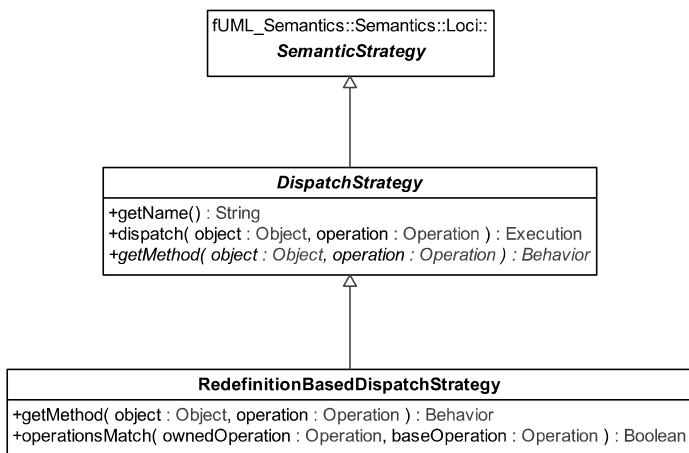 fUML_Semantics::Semantics::Loci::
SemanticStrategy
DispatchStrategy
+getName() : String
+dispatch( object : Object, operation : Operation ) : Execution
+getMethod( object : Object, operation : Operation ) : Behavior
RedefinitionBasedDispatchStrategy
+getMethod( object : Object, operation : Operation ) : Behavior
+operationsMatch( ownedOperation : Operation, baseOperation : Operation ) : Boolean